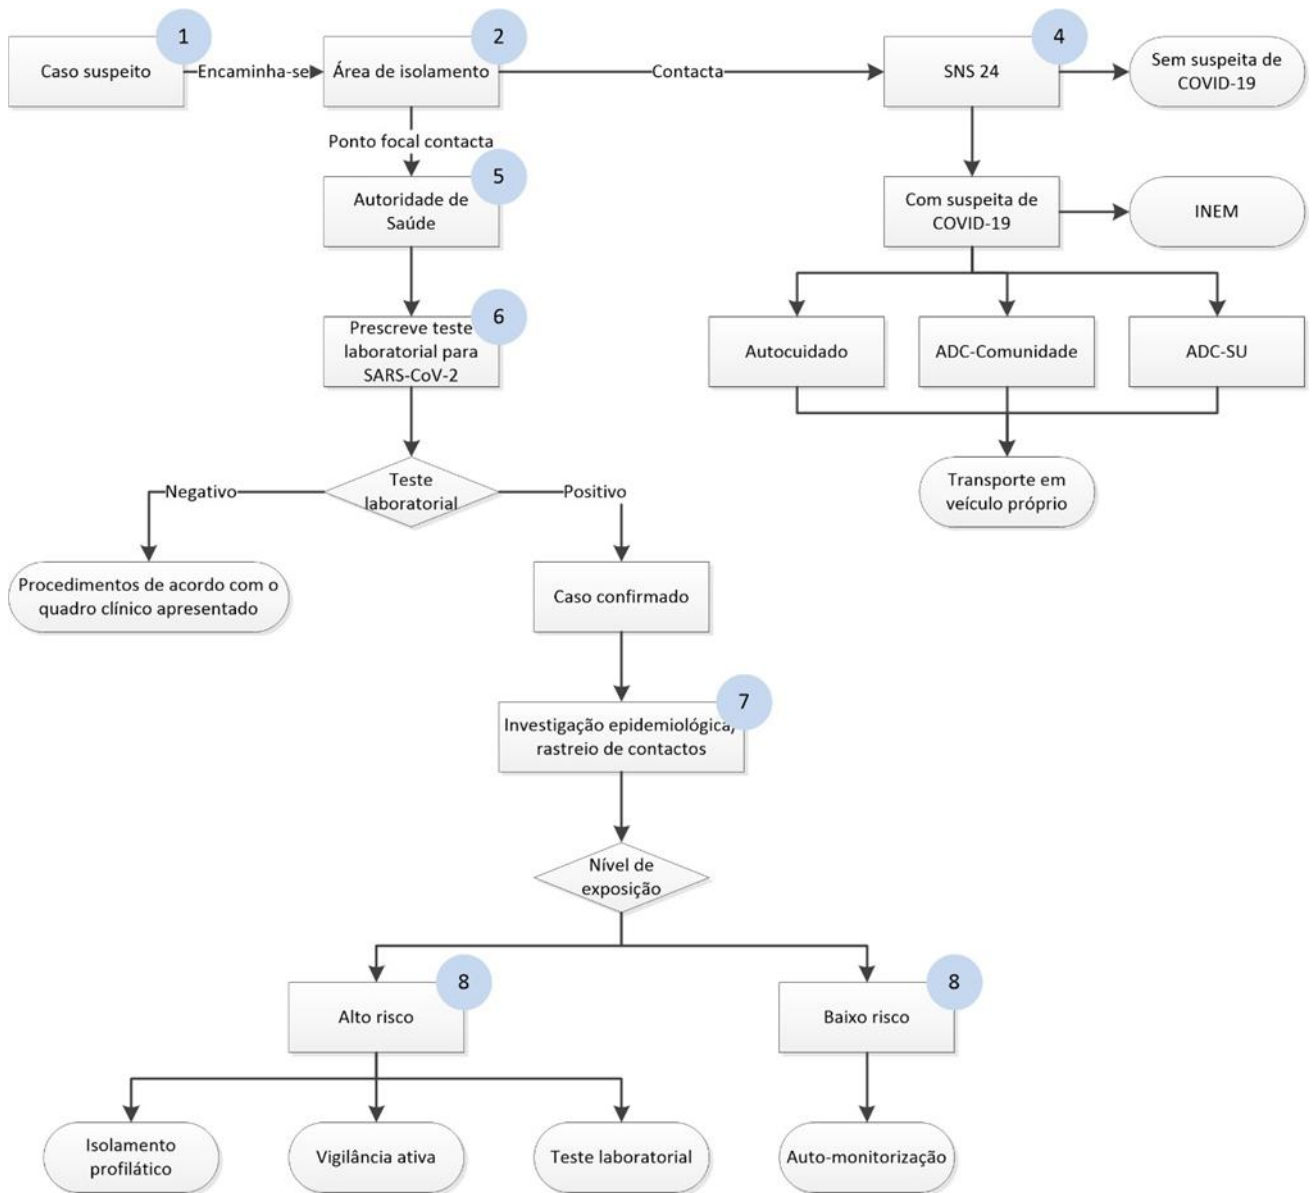 1
Caso suspeito
Encaminha-se
2
Área de isolamento
Contacta
4
SNS 24
Sem suspeita de
COVID-19
Ponto focal contacta
5
Autoridade de
Saúde
Com suspeita de
COVID-19
INEM
6
Prescreve teste
laboratorial para
SARS-CoV-2
Autocuidado
ADC-Comunidade
ADC-SU
Teste
laboratorial
Negativo
Positivo
Transporte em
veículo próprio
Procedimentos de acordo com o
quadro clínico apresentado
Caso confirmado
7
Investigação epidemiológica/
rastreio de contactos
Nível de
exposição
8
Alto risco
8
Baixo risco
Isolamento
profilático
Vigilância ativa
Teste laboratorial
Auto-monitorização